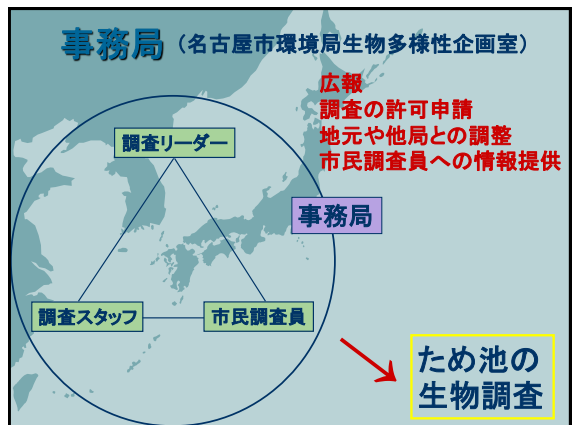 事務局（名古屋市環境局生物多様性企画室）
広報
調査の許可申請
地元や他局との調整
市民調査員への情報提供
調査リーダー
事務局
調査スタッフ
市民調査員
ため池の
生物調査